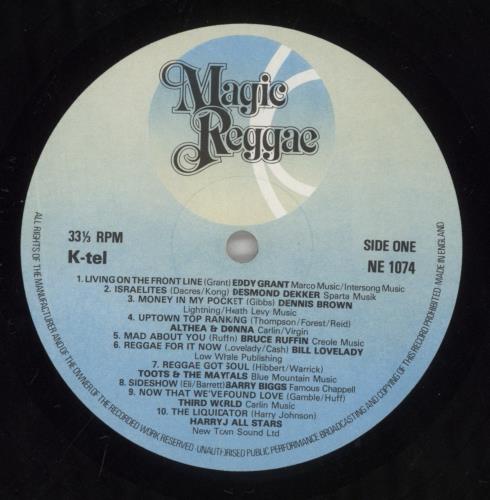 Magic
Reggae
33⅓ RPM
K-tel
SIDE ONE
NE 1074
1. LIVING ON THE FRONT LINE (Grant) EDDY GRANT Marco Music/Intersong Music
2. ISRAELITES (Dacres/Kong) DESMOND DEKKER Sparta Musik
3. MONEY IN MY POCKET (Gibbs) DENNIS BROWN
Lightning/Heath Levy Music
4. UPTOWN TOP RANKING (Thompson/Forest/Reid)
ALTHEA & DONNA Carlin/Virgin
5. MAD ABOUT YOU (Ruffn) BRUCE RUFFIN Creole Music
6. REGGAE FOR IT NOW (Lovelady/Cash) BILL LOVELADY
Low Whsle Publishing
7. REGGAE GOT SOUL (Hibbert/Warrick)
TOOTS & THE MAYTALS Blue Mountain Music
8. SIDESHOW (Eli/Barrett) BARRY BIGGS Famous Chappell
9. NOW THAT WE'VE FOUND LOVE (Gamble/Huff)
THIRD WORLD Carlin Music
10. THE LIQUIDATOR (Harry Johnson)
HARRY J ALL STARS
New Town Sound Ltd
ALL RIGHTS OF THE MANUFACTURER AND OF THE OWNER OF THE RECORDED WORK RESERVED · UNAUTHORISED PUBLIC PERFORMANCE BROADCASTING AND COPYING OF THIS RECORD PROHIBITED MADE IN ENGLAND